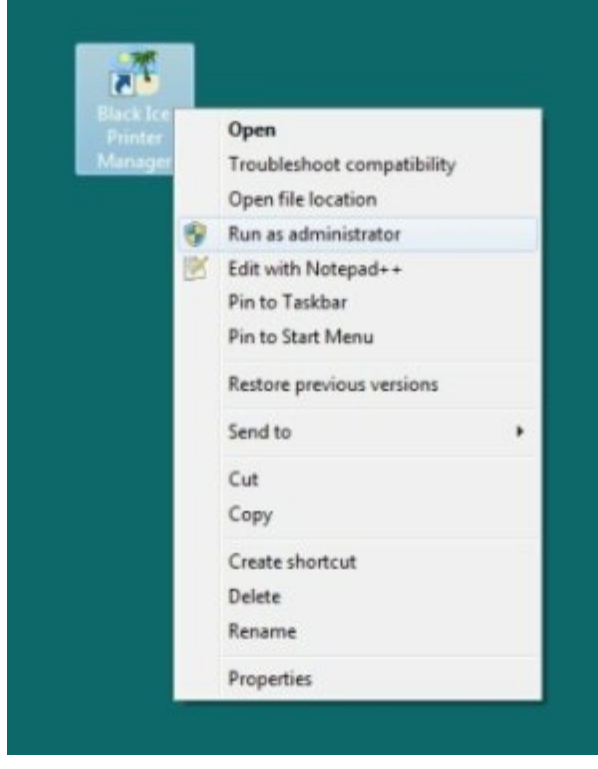 Black Ice
Printer
Manager
Open
Troubleshoot compatibility
Open file location
Run as administrator
Edit with Notepad++
Pin to Taskbar
Pin to Start Menu
Restore previous versions
Send to
Cut
Copy
Create shortcut
Delete
Rename
Properties